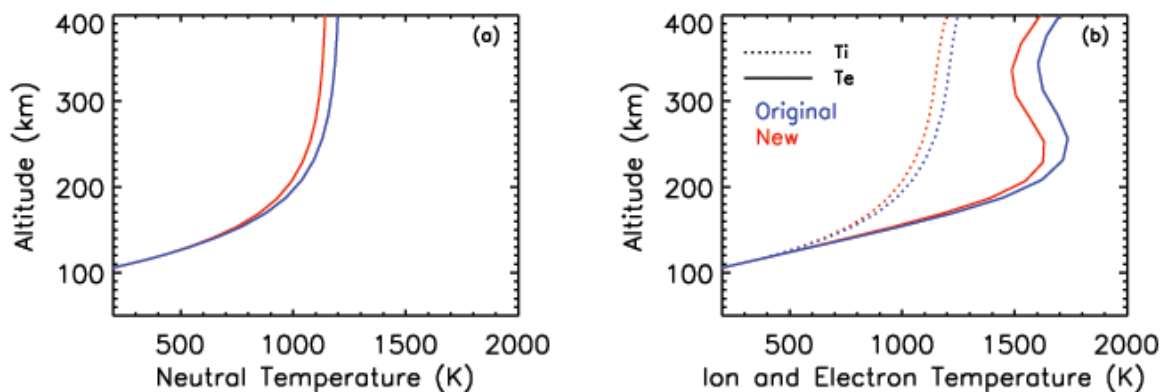 400
300
200
100
Altitude (km)
(a)
500 1000 1500 2000
Neutral Temperature (K)
400
300
200
100
Altitude (km)
(b)
Ti
Te
Original
New
500 1000 1500 2000
Ion and Electron Temperature (K)